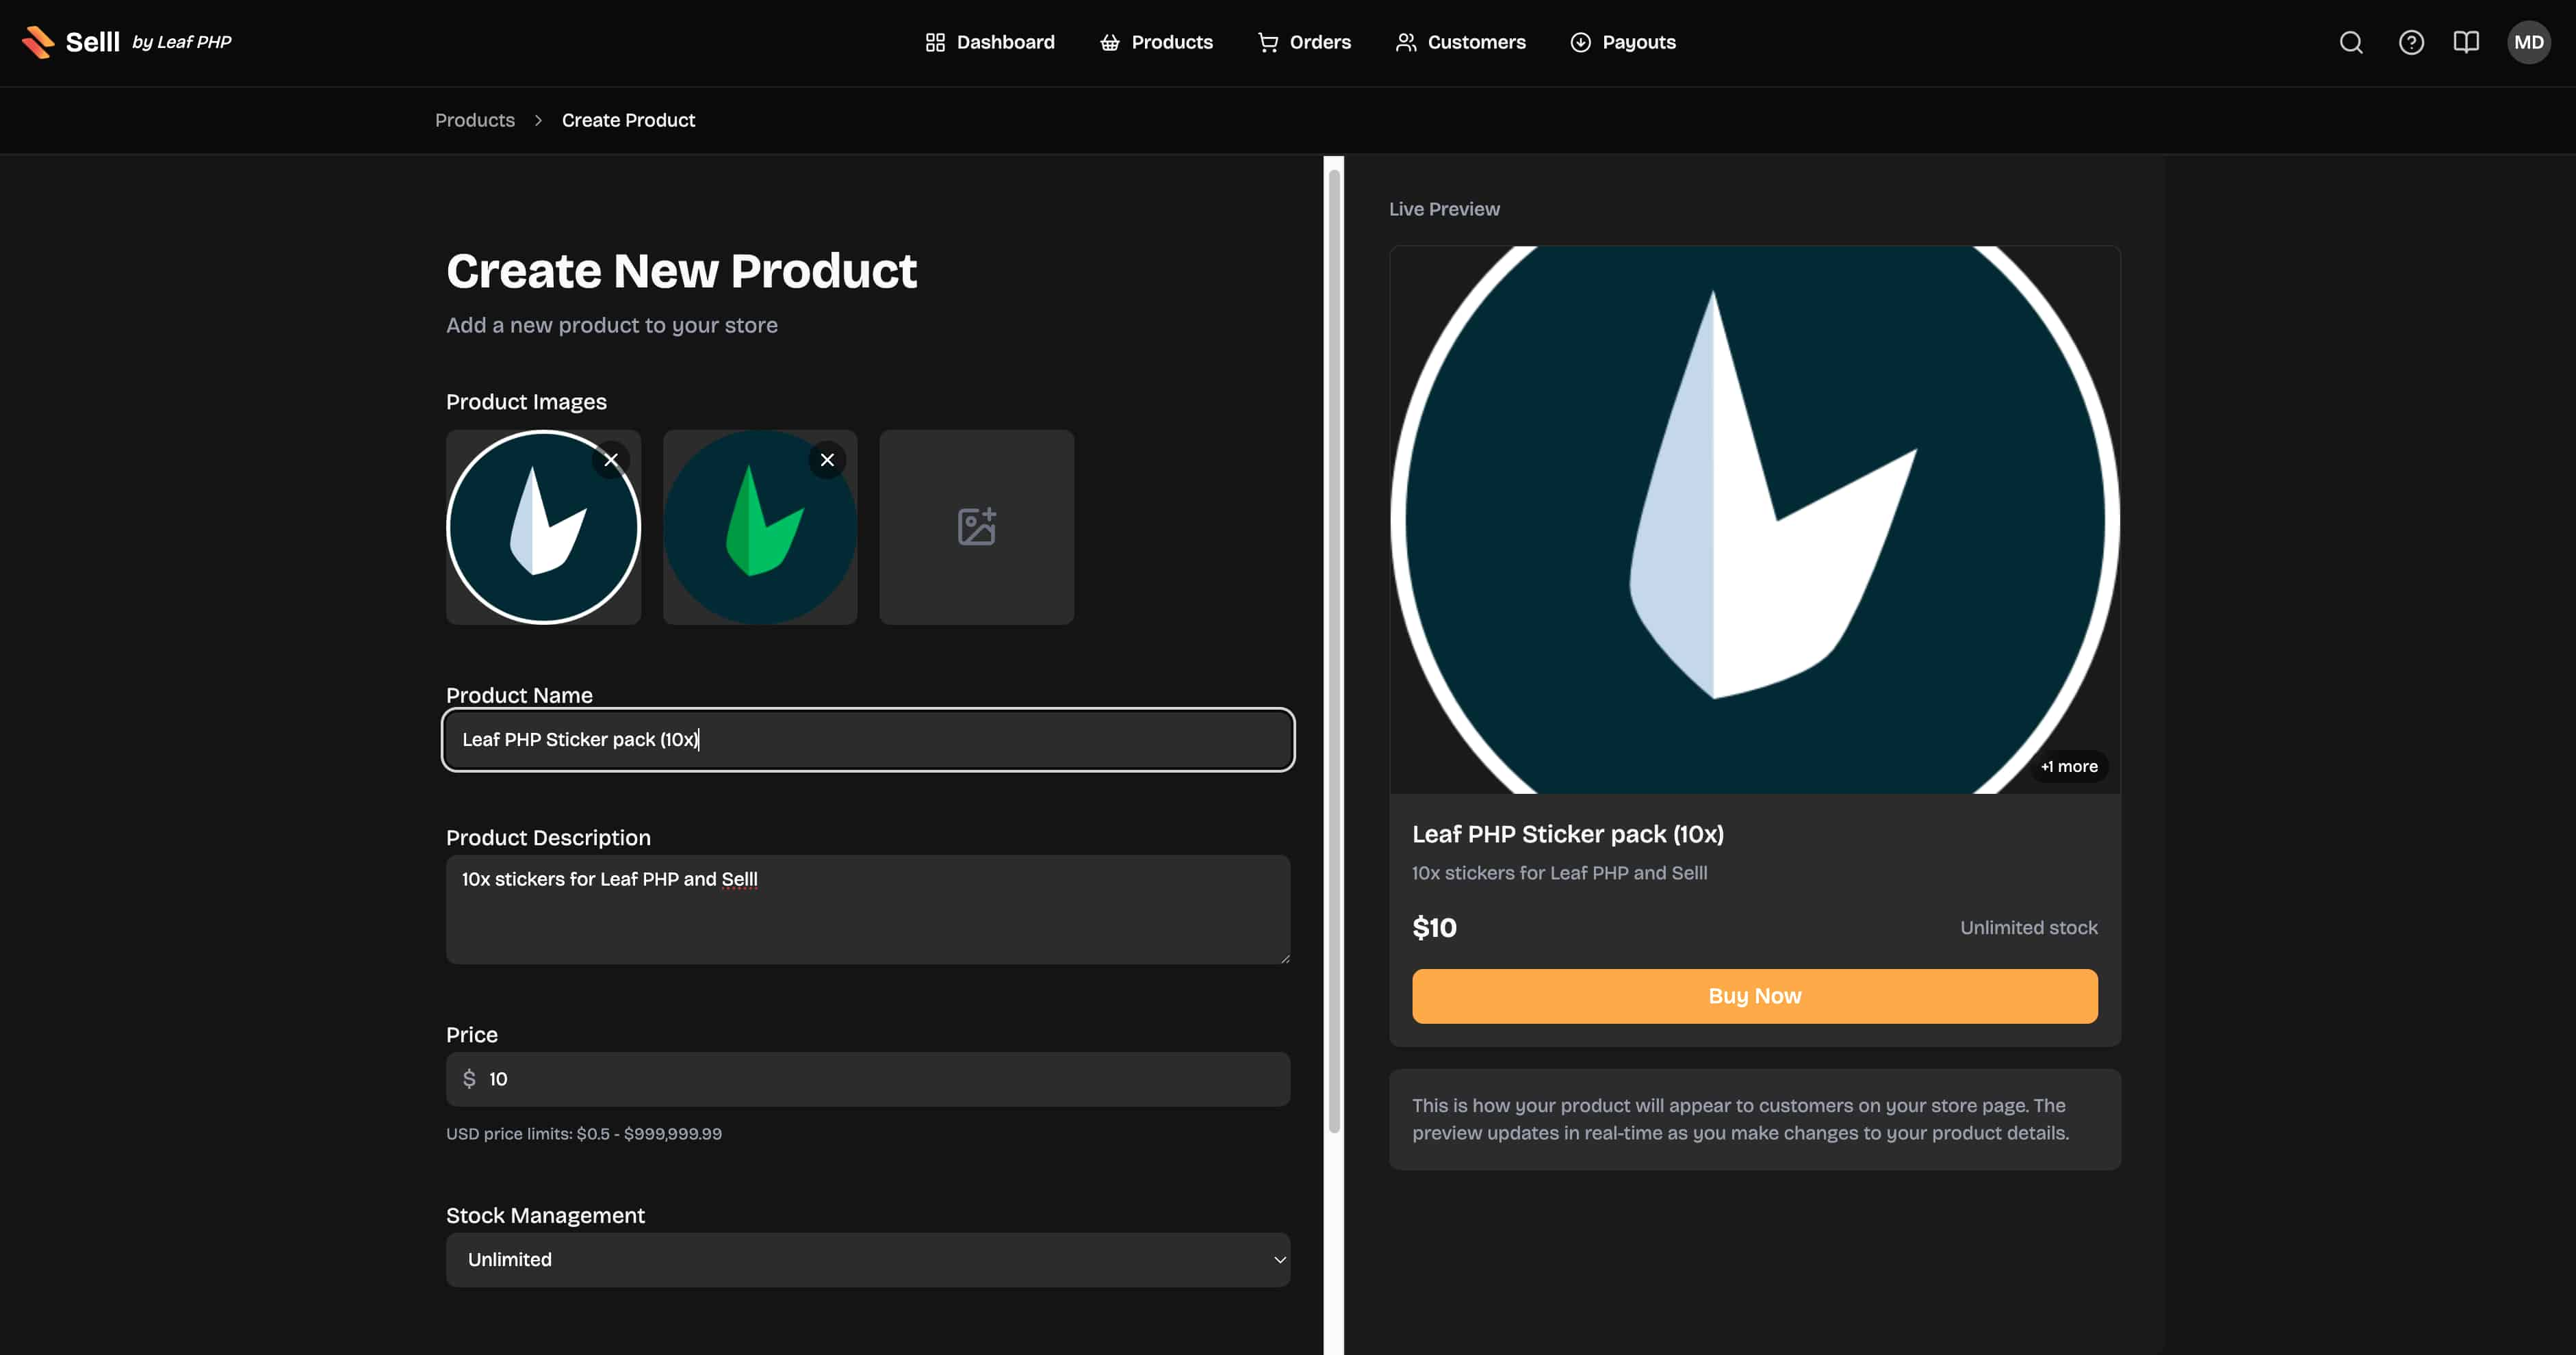 Selll by Leaf PHP
Dashboard
Products
Orders
Customers
Payouts
MD
Products > Create Product
Create New Product
Add a new product to your store
Product Images
Product Name
Leaf PHP Sticker pack (10x)
Product Description
10x stickers for Leaf PHP and Selll
Price
$ 10
USD price limits: $0.5 - $999,999.99
Stock Management
Unlimited
Live Preview
+1 more
Leaf PHP Sticker pack (10x)
10x stickers for Leaf PHP and Selll
$10
Unlimited stock
Buy Now
This is how your product will appear to customers on your store page. The
preview updates in real-time as you make changes to your product details.